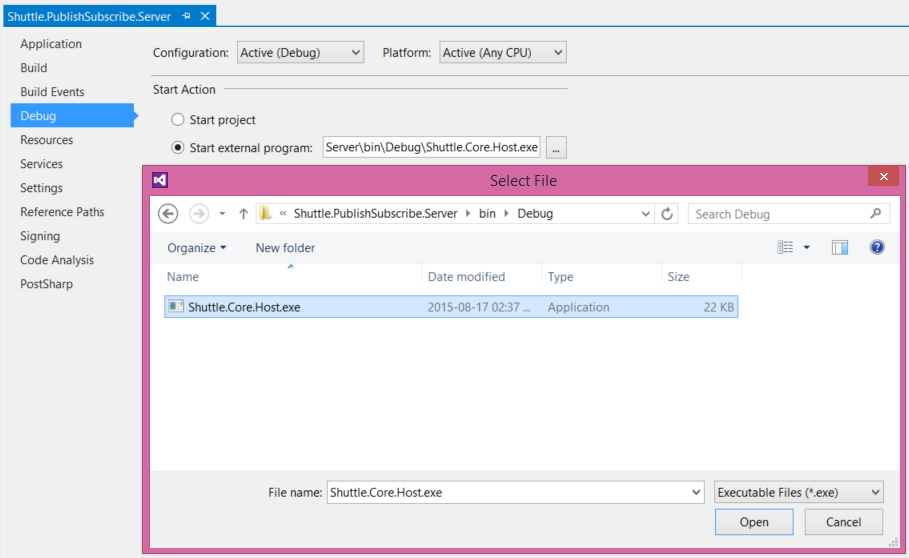 Shuttle.PublishSubscribe.Server
Application
Build
Build Events
Debug
Resources
Services
Settings
Reference Paths
Signing
Code Analysis
PostSharp
Configuration: Active (Debug) Platform: Active (Any CPU)
Start Action
Start project
Start external program: Server\bin\Debug\Shuttle.Core.Host.exe ...
Select File
« Shuttle.PublishSubscribe.Server bin Debug Search Debug
Organize New folder
Name Date modified Type Size
Shuttle.Core.Host.exe 2015-08-17 02:37 ... Application 22 KB
File name: Shuttle.Core.Host.exe Executable Files (*.exe)
Open Cancel